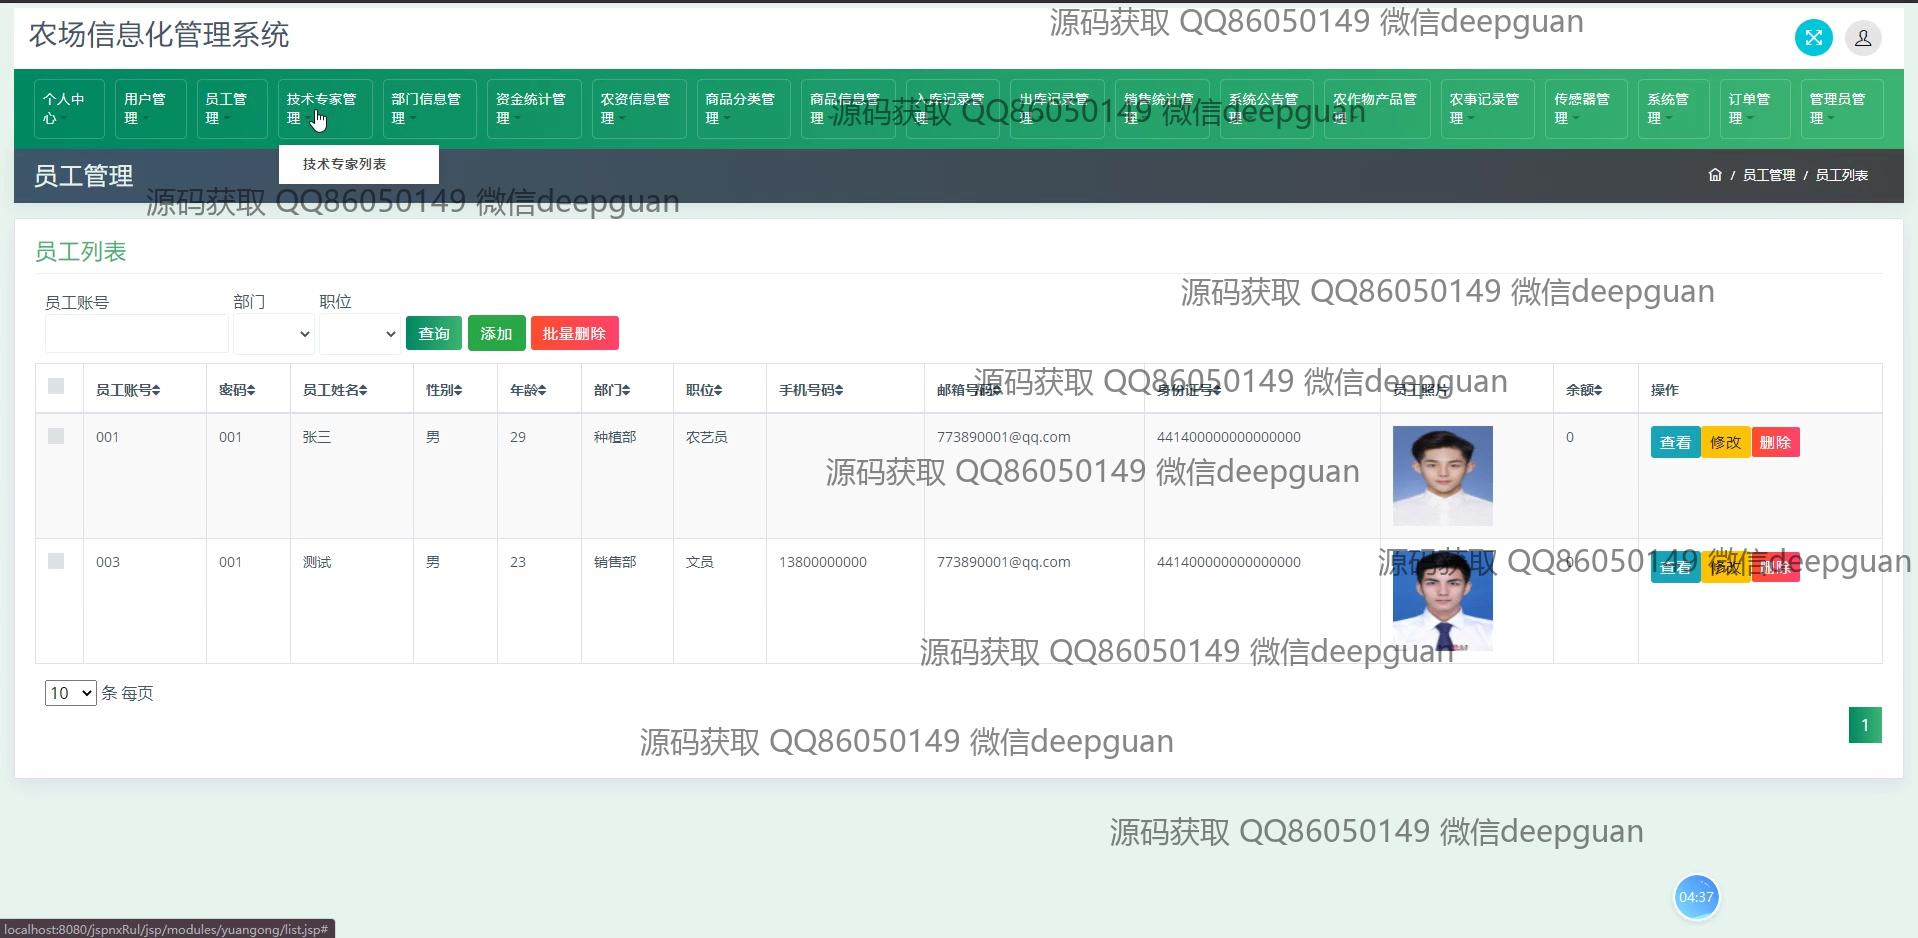 农场信息化管理系统
源码获取 QQ86050149 微信deepguan
个人中心
用户管理
员工管理
技术专家管理
部门信息管理
资金统计管理
农资信息管理
商品分类管理
商品信息管理
入库记录管理
出库记录管理
销售统计管理
系统公告管理
农作物产品管理
农事记录管理
传感器管理
系统管理
订单管理
管理员管理
源码获取 QQ86050149 微信deepguan
技术专家列表
员工管理
员工管理 / 员工列表
源码获取 QQ86050149 微信deepguan
员工列表
源码获取 QQ86050149 微信deepguan
员工账号 部门 职位
查询 添加 批量删除
员工账号 密码 员工姓名 性别 年龄 部门 职位 手机号码 邮箱号码 身份证号 员工照片 余额 操作
源码获取 QQ86050149 微信deepguan
001 001 张三 男 29 种植部 农艺员 773890001@qq.com 441400000000000000 0 查看 修改 删除
源码获取 QQ86050149 微信deepguan
003 001 测试 男 23 销售部 文员 13800000000 773890001@qq.com 441400000000000000 0 查看 修改 删除
源码获取 QQ86050149 微信deepguan
源码获取 QQ86050149 微信deepguan
10 条 每页
1
源码获取 QQ86050149 微信deepguan
源码获取 QQ86050149 微信deepguan
04:37
localhost:8080/jspnxRul/jsp/modules/yuangong/list.jsp#